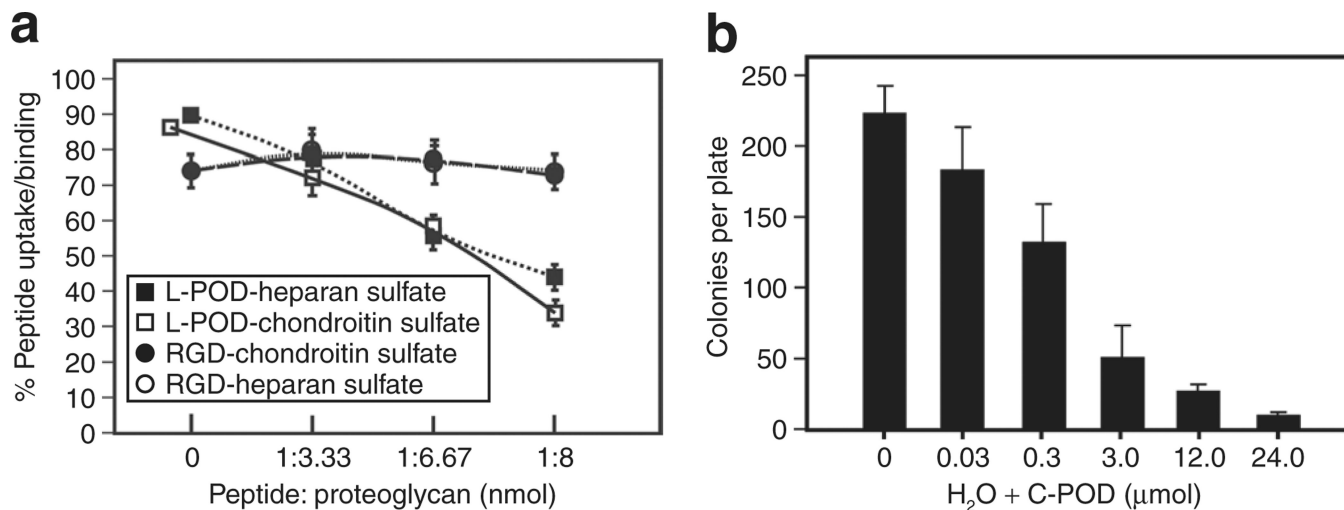 a
% Peptide uptake/binding
100
90
80
70
60
50
40
30
20
10
0
L-POD-heparan sulfate
L-POD-chondroitin sulfate
RGD-chondroitin sulfate
RGD-heparan sulfate
0 1:3.33 1:6.67 1:8
Peptide: proteoglycan (nmol)
b
Colonies per plate
250
200
150
100
50
0
0 0.03 0.3 3.0 12.0 24.0
H₂O + C-POD (μmol)